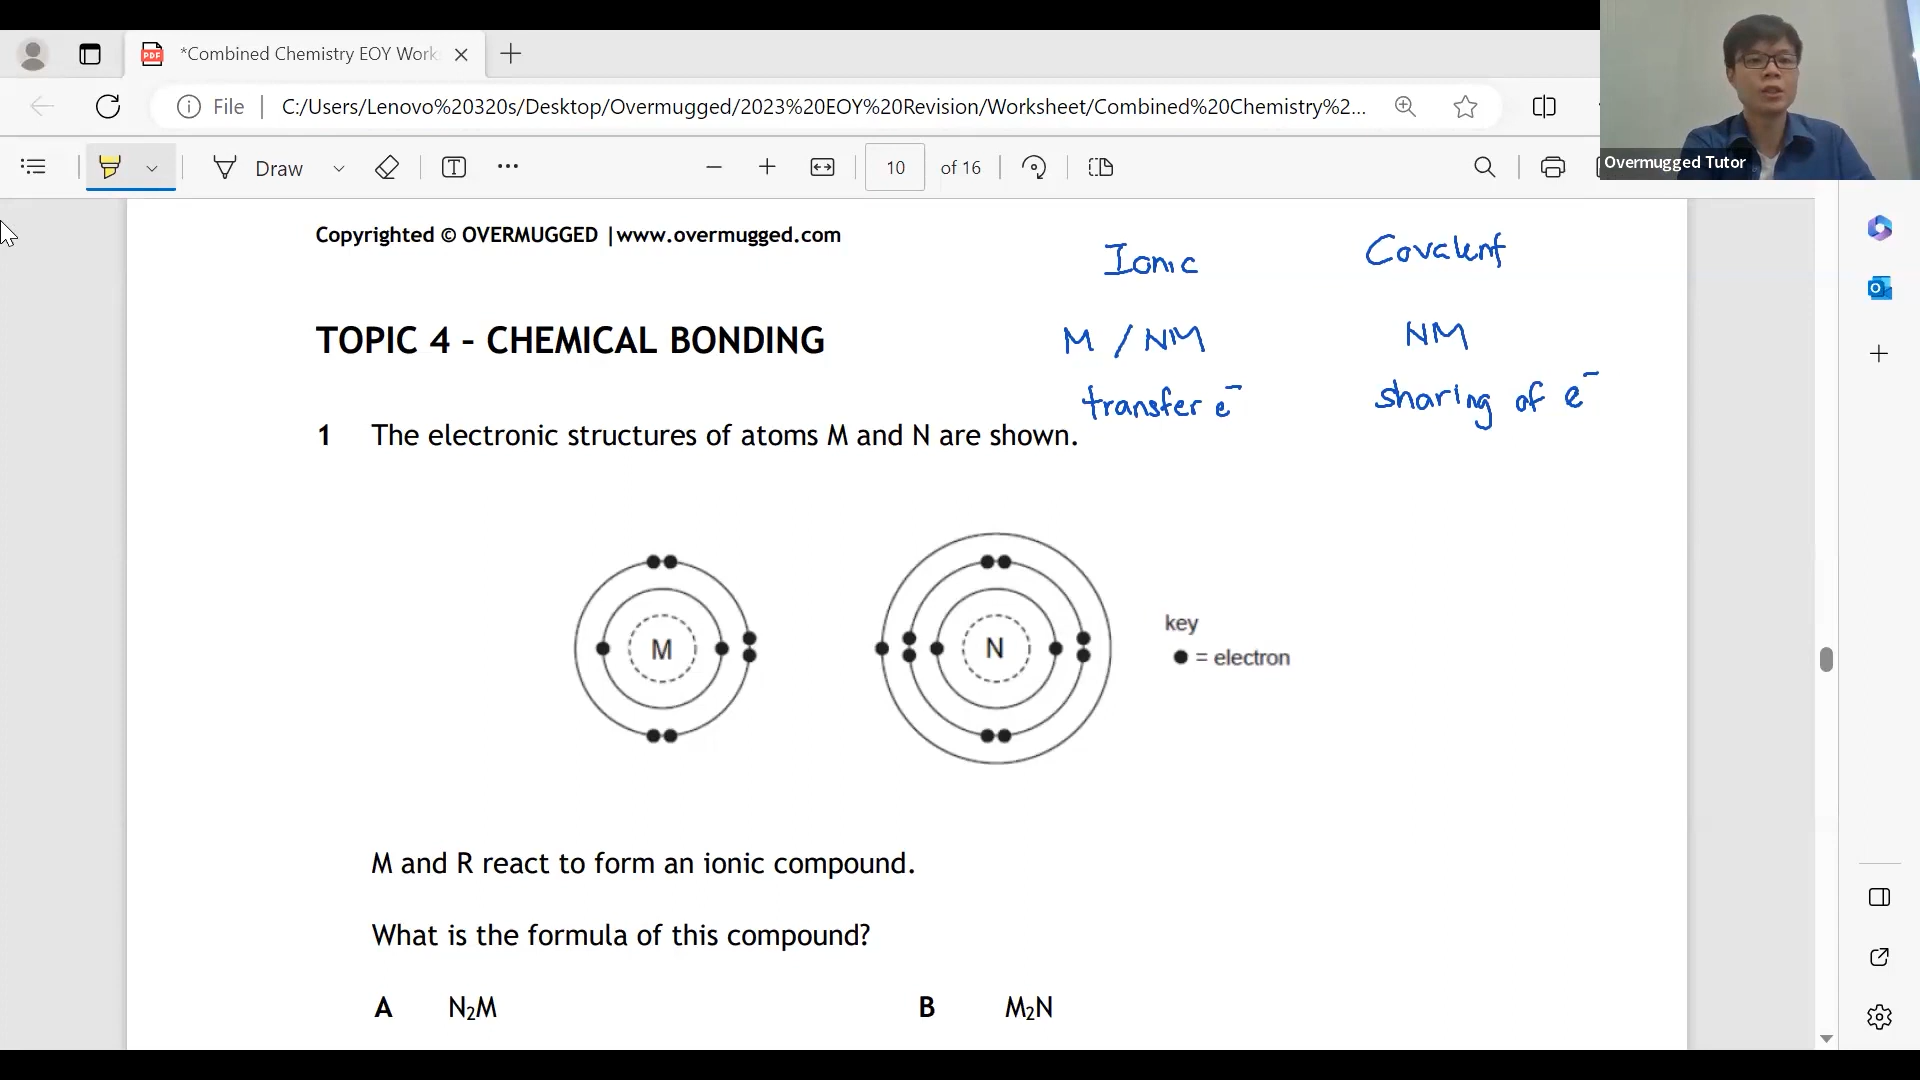 *Combined Chemistry EOY Work
File
C:/Users/Lenovo%20320s/Desktop/Overmugged/2023%20EOY%20Revision/Worksheet/Combined%20Chemistry%2...
Draw
10 of 16
Overmugged Tutor
Copyrighted © OVERMUGGED |www.overmugged.com
Ionic Covalent
M / NM NM
transfer e⁻ sharing of e⁻
TOPIC 4 – CHEMICAL BONDING
1 The electronic structures of atoms M and N are shown.
M N
key
= electron
M and R react to form an ionic compound.
What is the formula of this compound?
A N₂M B M₂N